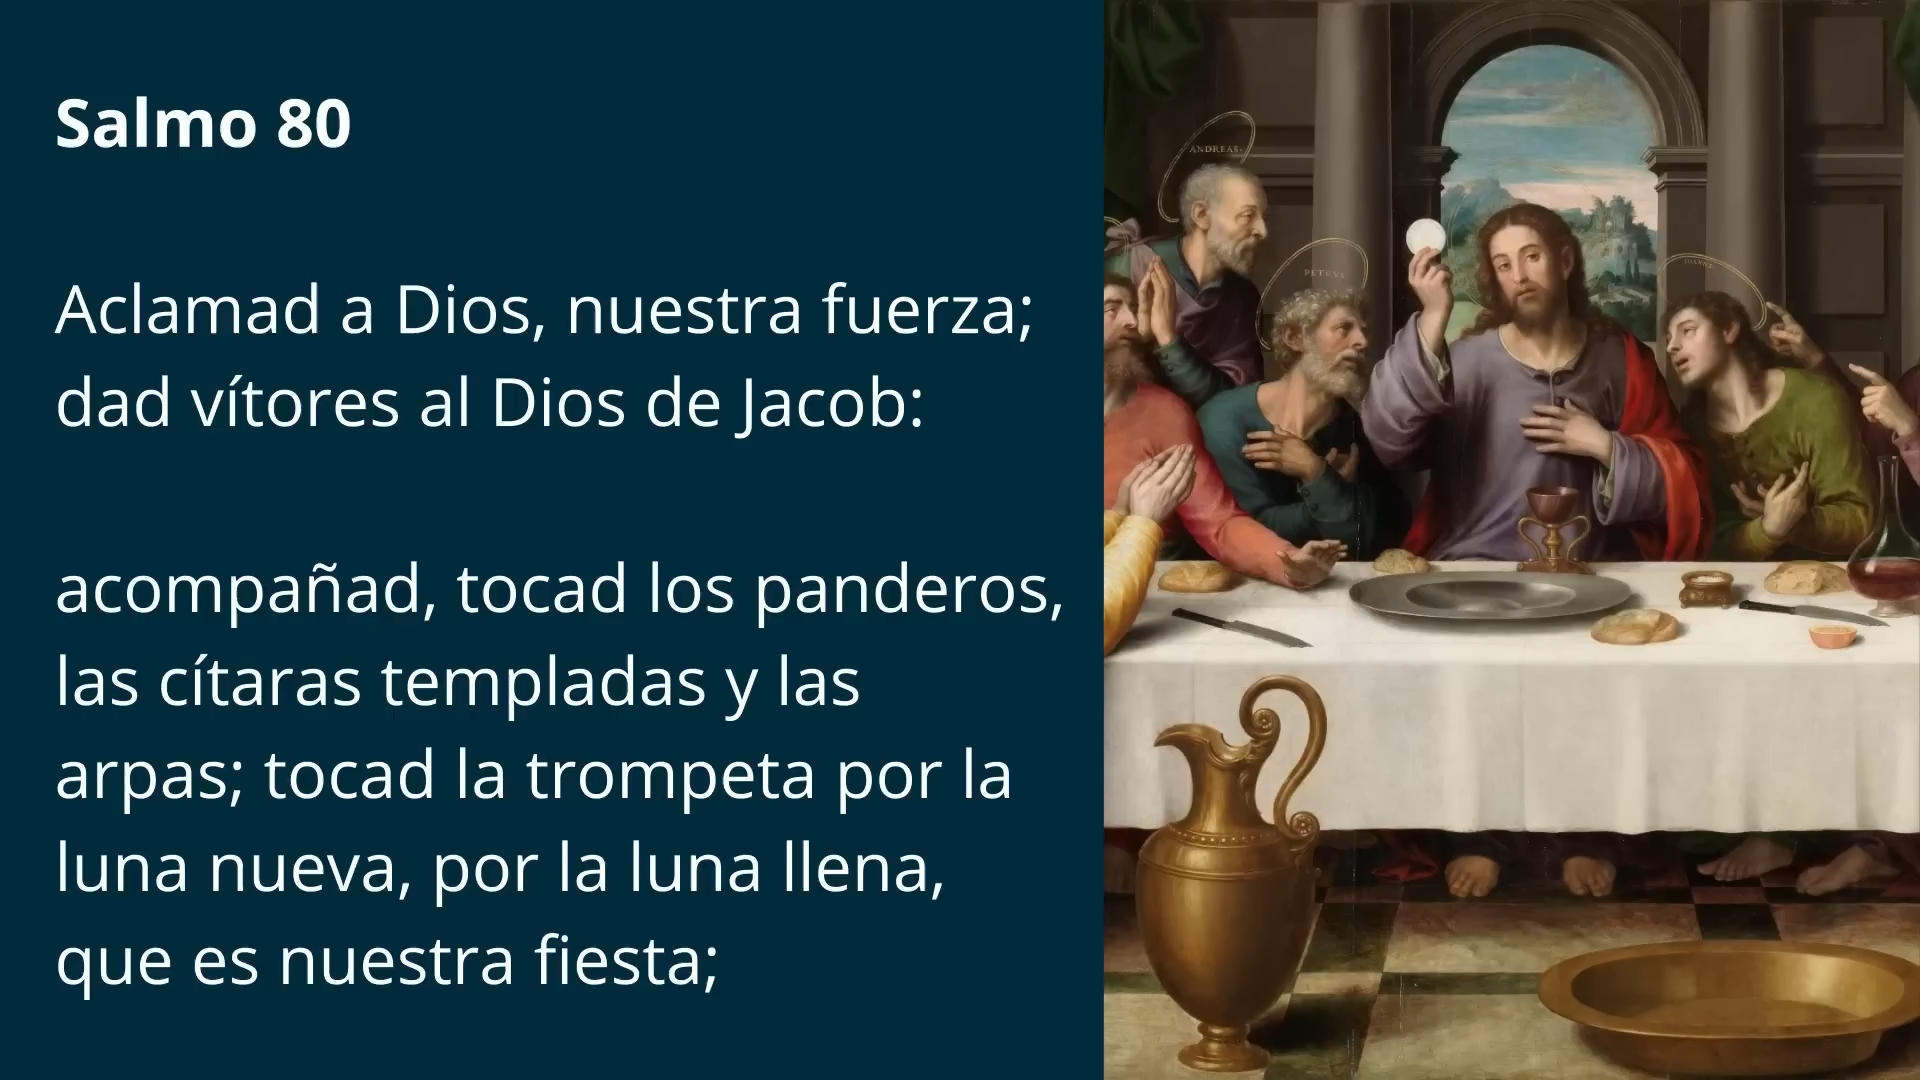 Salmo 80
Aclamad a Dios, nuestra fuerza;
dad vítores al Dios de Jacob:
acompañad, tocad los panderos,
las cítaras templadas y las
arpas; tocad la trompeta por la
luna nueva, por la luna llena,
que es nuestra fiesta;
ANDREAS·
PETRVS